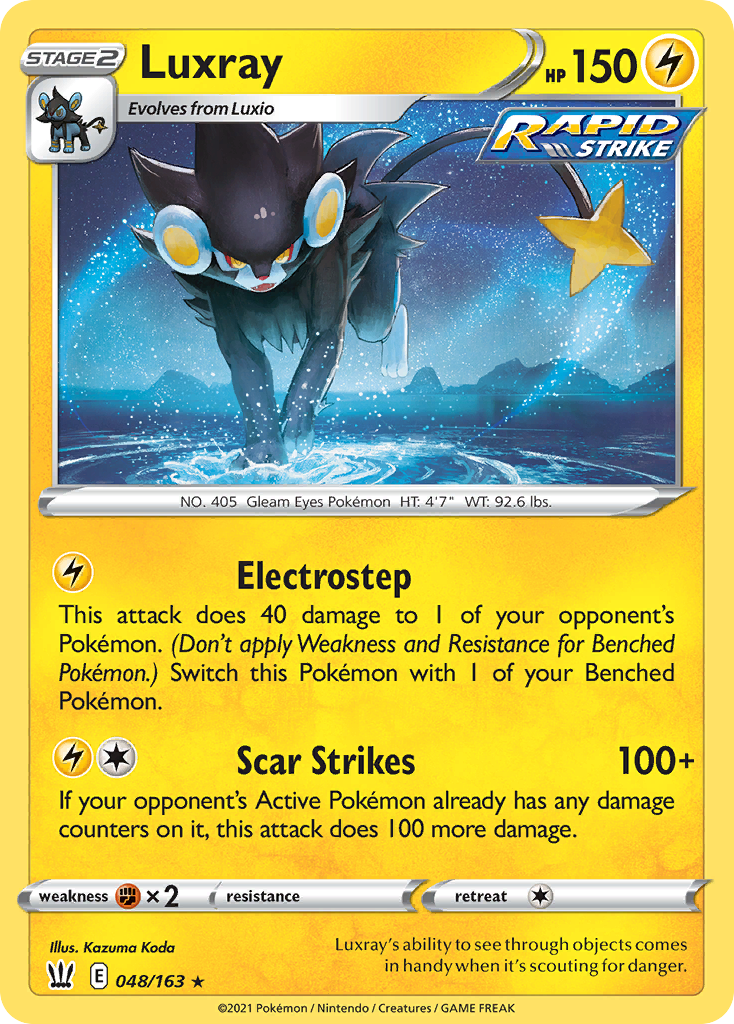 STAGE 2
Luxray
HP 150
Evolves from Luxio
RAPID
STRIKE
NO. 405 Gleam Eyes Pokémon HT: 4'7" WT: 92.6 lbs.
Electrostep
This attack does 40 damage to 1 of your opponent's
Pokémon. (Don't apply Weakness and Resistance for Benched
Pokémon.) Switch this Pokémon with 1 of your Benched
Pokémon.
Scar Strikes 100+
If your opponent's Active Pokémon already has any damage
counters on it, this attack does 100 more damage.
weakness ×2 resistance retreat
Illus. Kazuma Koda
Luxray's ability to see through objects comes
in handy when it's scouting for danger.
E 048/163 ★
©2021 Pokémon / Nintendo / Creatures / GAME FREAK